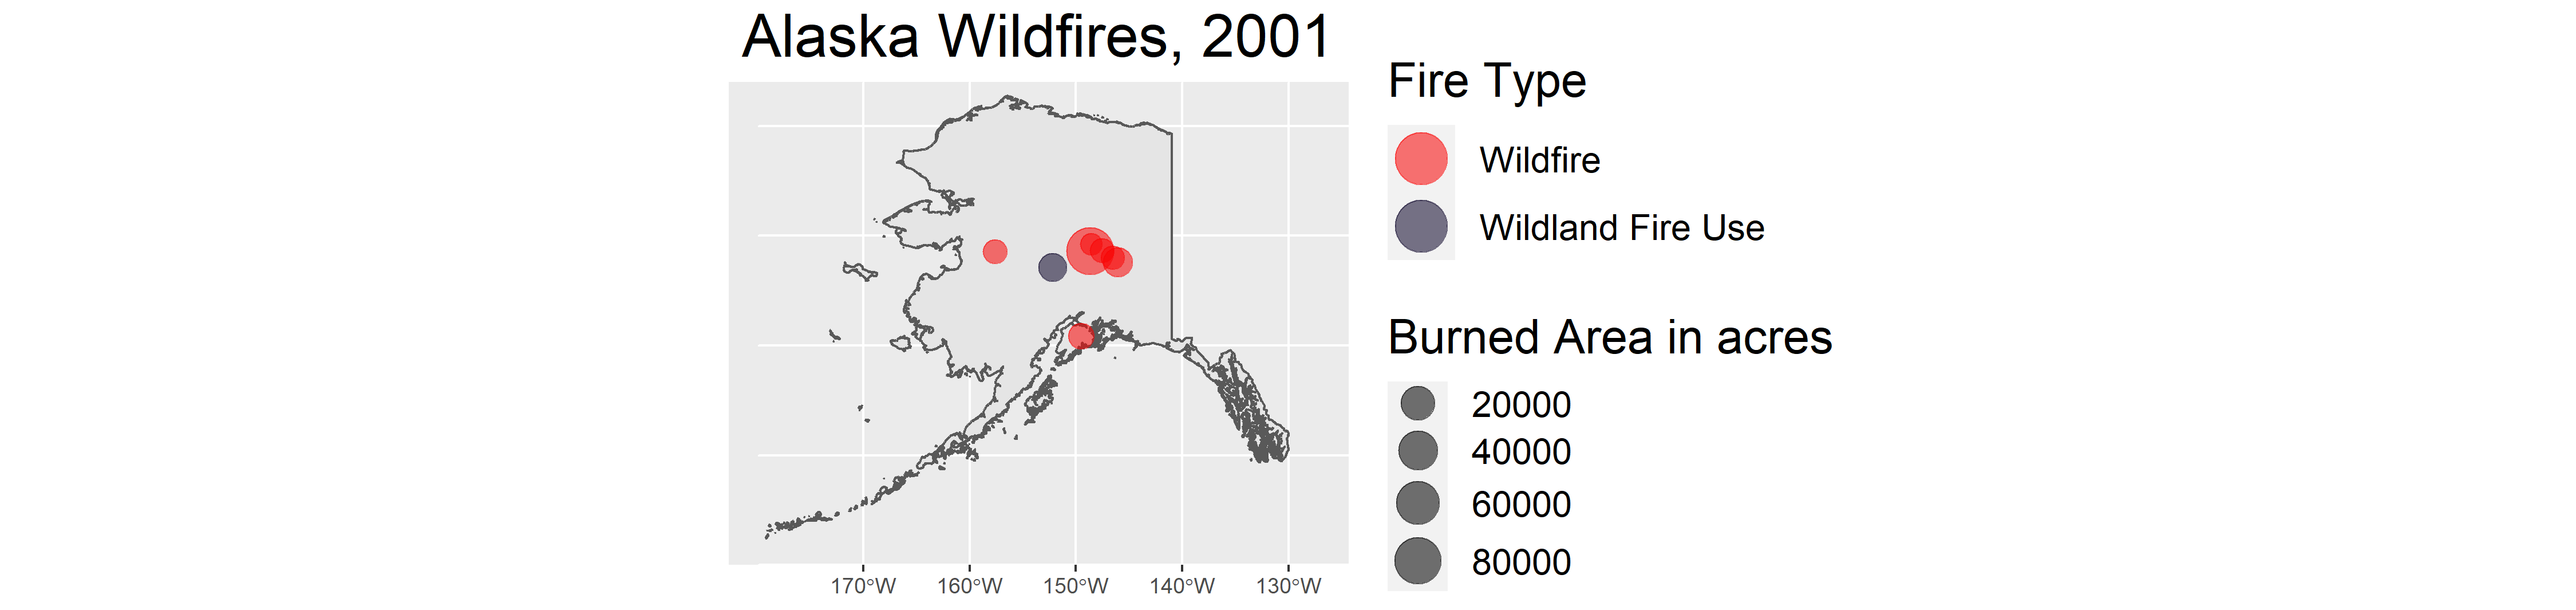 Alaska Wildfires, 2001
170°W 160°W 150°W 140°W 130°W
Fire Type
Wildfire
Wildland Fire Use
Burned Area in acres
20000
40000
60000
80000